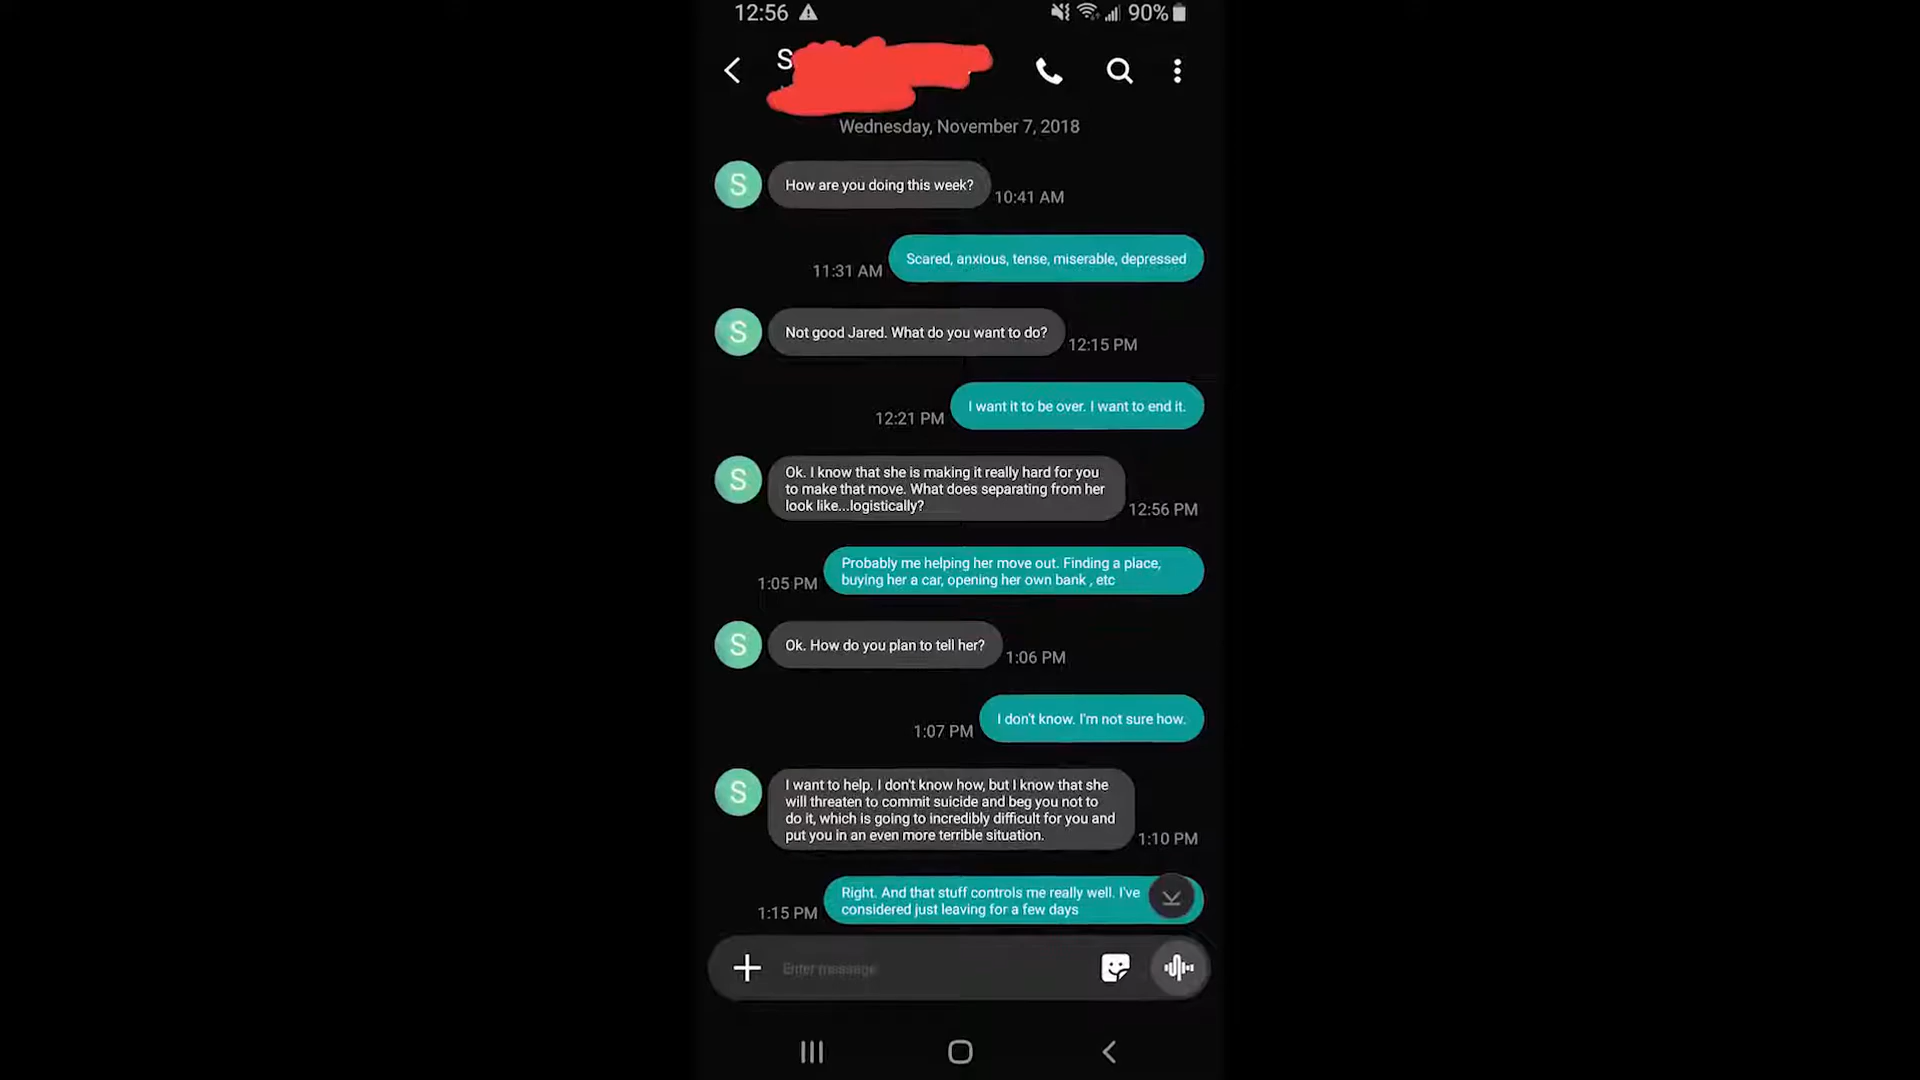 12:56
90%
S
Wednesday, November 7, 2018
S
How are you doing this week?
10:41 AM
Scared, anxious, tense, miserable, depressed
11:31 AM
S
Not good Jared. What do you want to do?
12:15 PM
I want it to be over. I want to end it.
12:21 PM
S
Ok. I know that she is making it really hard for you
to make that move. What does separating from her
look like...logistically?
12:56 PM
Probably me helping her move out. Finding a place,
buying her a car, opening her own bank , etc
1:05 PM
S
Ok. How do you plan to tell her?
1:06 PM
I don't know. I'm not sure how.
1:07 PM
S
I want to help. I don't know how, but I know that she
will threaten to commit suicide and beg you not to
do it, which is going to incredibly difficult for you and
put you in an even more terrible situation.
1:10 PM
Right. And that stuff controls me really well. I've
considered just leaving for a few days
1:15 PM
Enter message